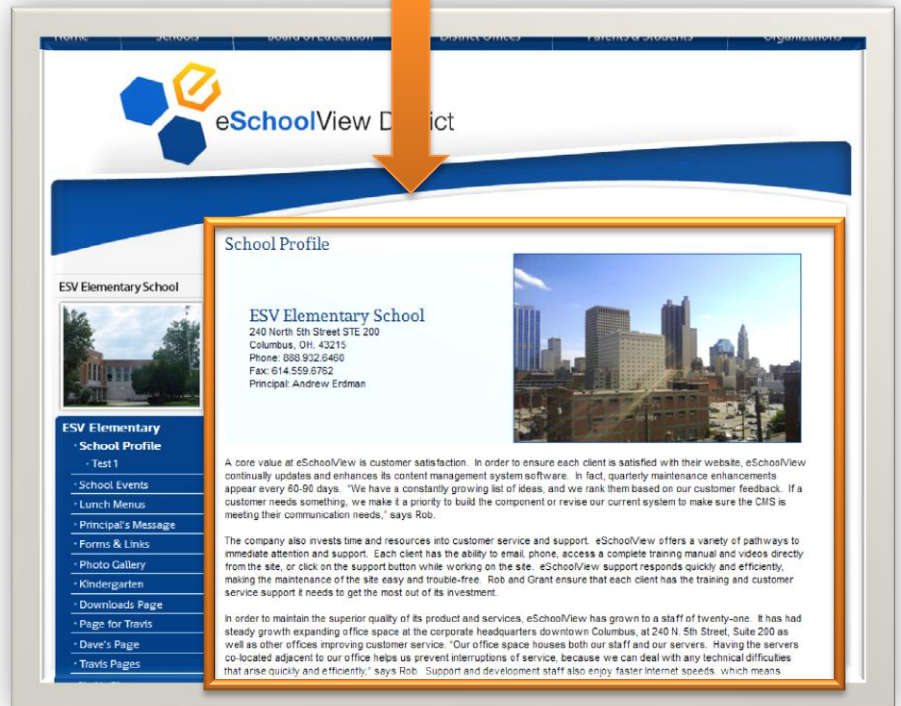 Home Schools Board of Education District Offices Parents & Students Organizations
eSchoolView
School Profile
ESV Elementary School
ESV Elementary School
240 North 5th Street STE 200
Columbus, OH. 43215
Phone: 888.932.6460
Fax: 614.559.6762
Principal: Andrew Erdman
ESV Elementary
· School Profile
· Test 1
· School Events
· Lunch Menus
· Principal's Message
· Forms & Links
· Photo Gallery
· Kindergarten
· Downloads Page
· Page for Travis
· Dave's Page
· Travis Pages
A core value at eSchoolView is customer satisfaction. In order to ensure each client is satisfied with their website, eSchoolView
continually updates and enhances its content management system software. In fact, quarterly maintenance enhancements
appear every 60-90 days. "We have a constantly growing list of ideas, and we rank them based on our customer feedback. If a
customer needs something, we make it a priority to build the component or revise our current system to make sure the CMS is
meeting their communication needs," says Rob.
The company also invests time and resources into customer service and support. eSchoolView offers a variety of pathways to
immediate attention and support. Each client has the ability to email, phone, access a complete training manual and videos directly
from the site, or click on the support button while working on the site. eSchoolView support responds quickly and efficiently,
making the maintenance of the site easy and trouble-free. Rob and Grant ensure that each client has the training and customer
service support it needs to get the most out of its investment.
In order to maintain the superior quality of its product and services, eSchoolView has grown to a staff of twenty-one. It has had
steady growth expanding office space at the corporate headquarters downtown Columbus, at 240 N. 5th Street, Suite 200 as
well as other offices improving customer service. "Our office space houses both our staff and our servers. Having the servers
co-located adjacent to our office helps us prevent interruptions of service, because we can deal with any technical difficulties
that arise quickly and efficiently," says Rob. Support and development staff also enjoy faster Internet speeds, which means